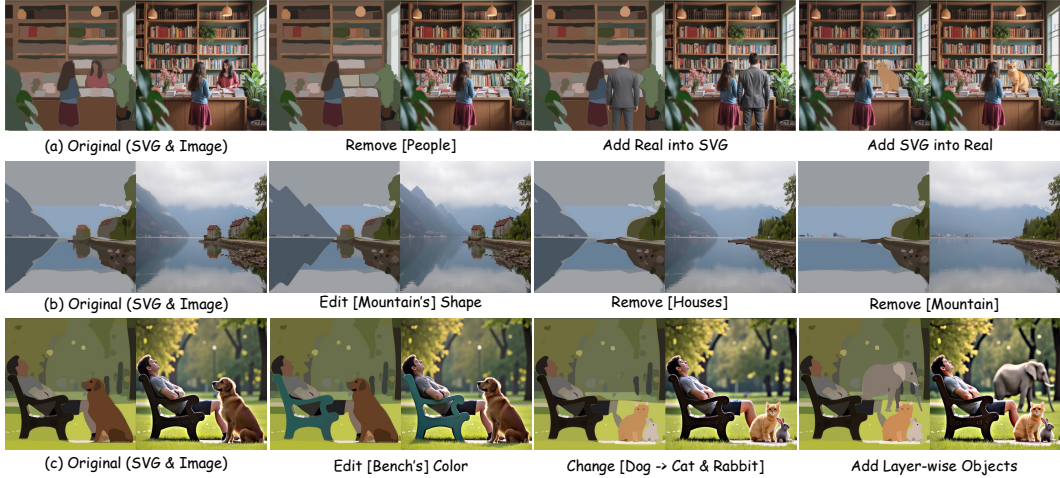 (a) Original (SVG & Image)
Remove [People]
Add Real into SVG
Add SVG into Real
(b) Original (SVG & Image)
Edit [Mountain's] Shape
Remove [Houses]
Remove [Mountain]
(c) Original (SVG & Image)
Edit [Bench's] Color
Change [Dog -> Cat & Rabbit]
Add Layer-wise Objects